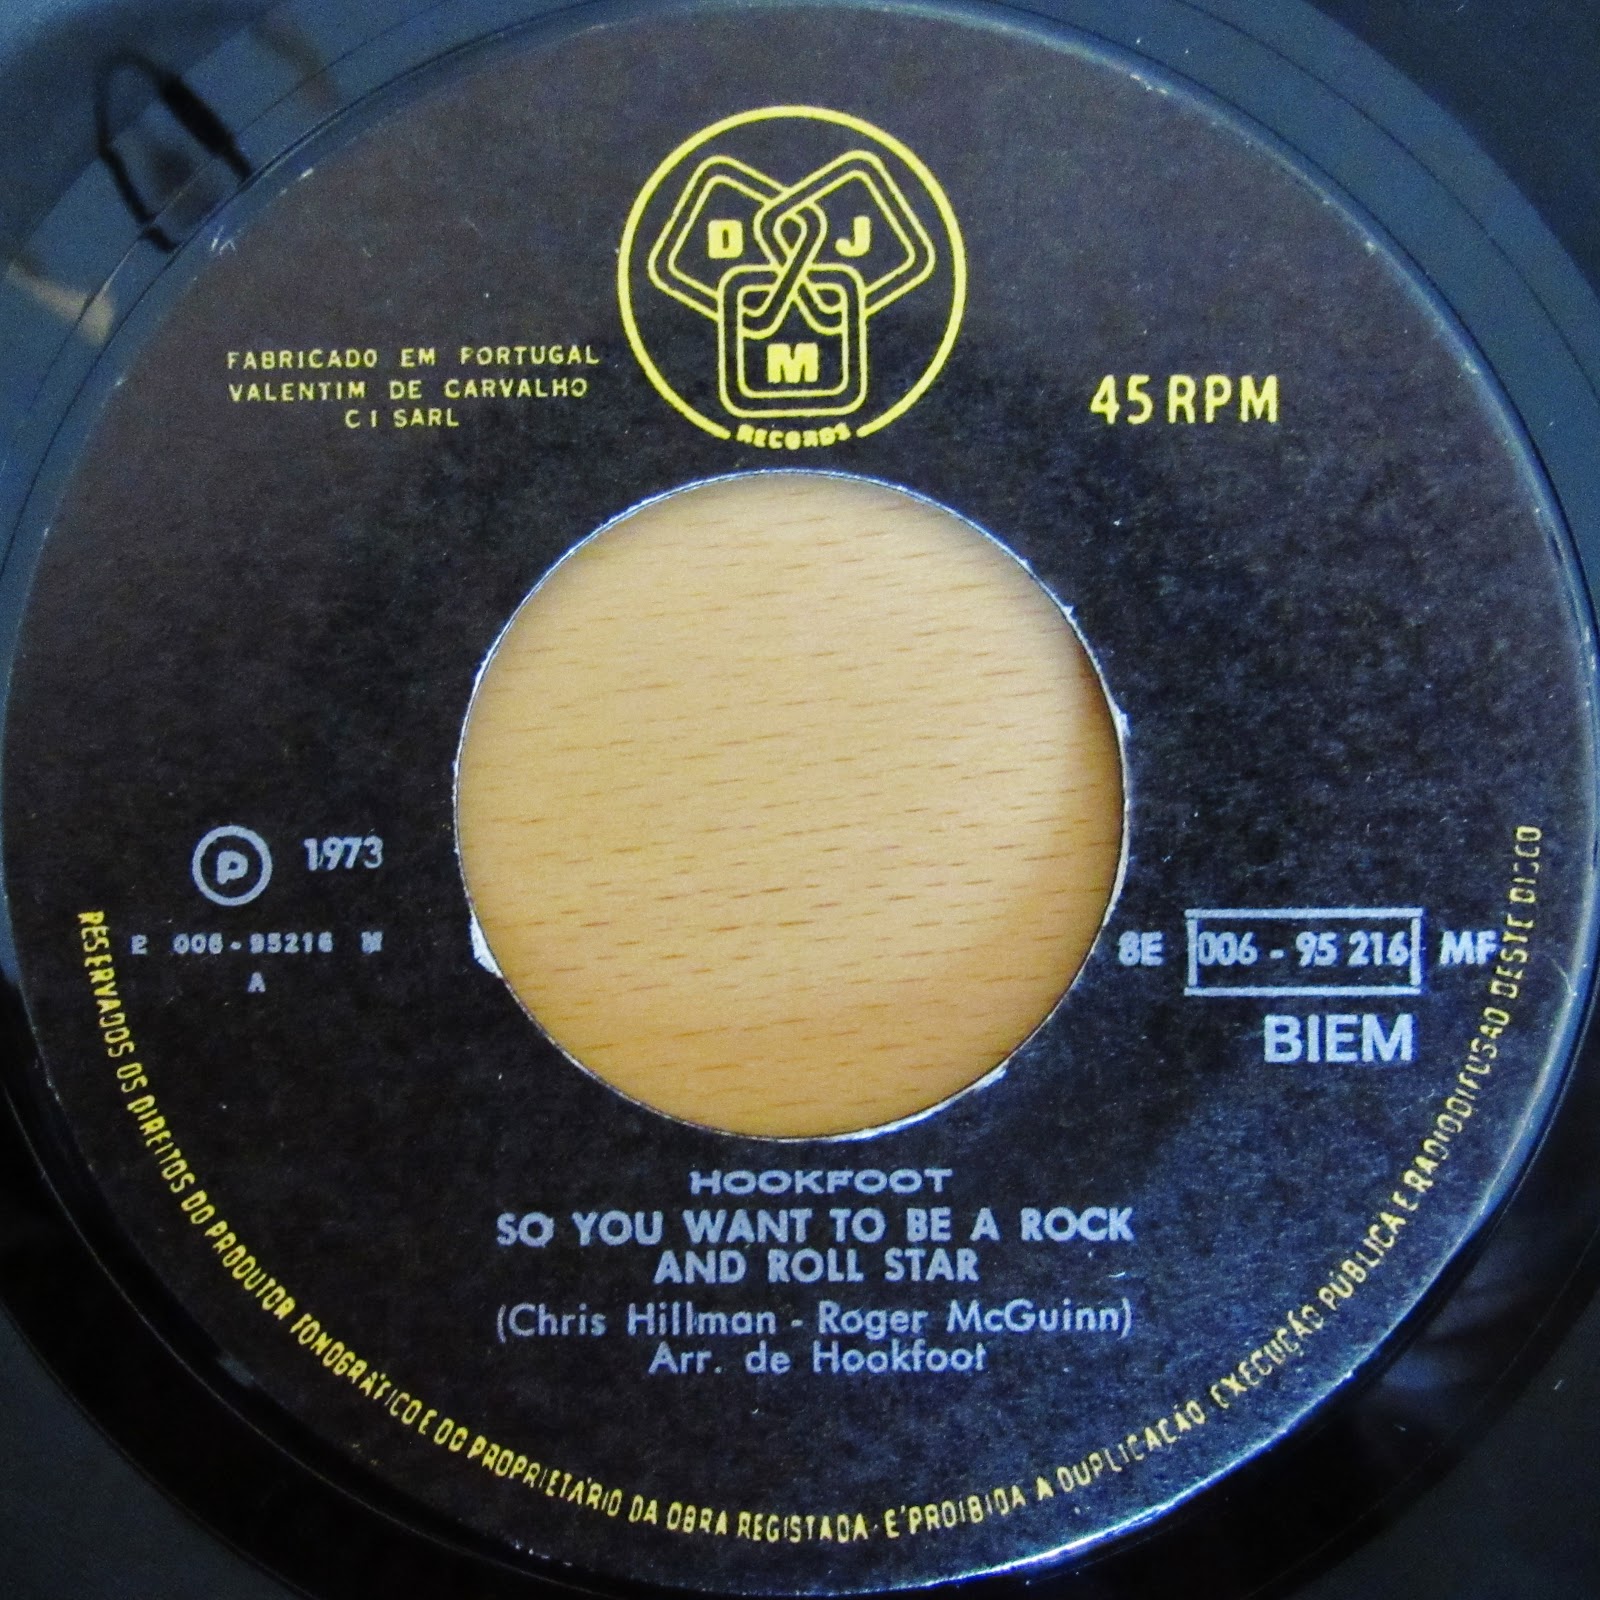 D J
M
RECORDS
FABRICADO EM PORTUGAL
VALENTIM DE CARVALHO
C I SARL
45 RPM
P 1973
E 006-95216 M
A
8E 006 - 95 216 MF
BIEM
HOOKFOOT
SO YOU WANT TO BE A ROCK
AND ROLL STAR
(Chris Hillman - Roger McGuinn)
Arr. de Hookfoot
RESERVADOS OS DIREITOS DO PRODUTOR FONOGRÁFICO E DO PROPRIETÁRIO DA OBRA REGISTADA · E' PROIBIDA A DUPLICAÇÃO EXECUÇÃO PUBLICA E RADIODIFUSAO DESTE DISCO